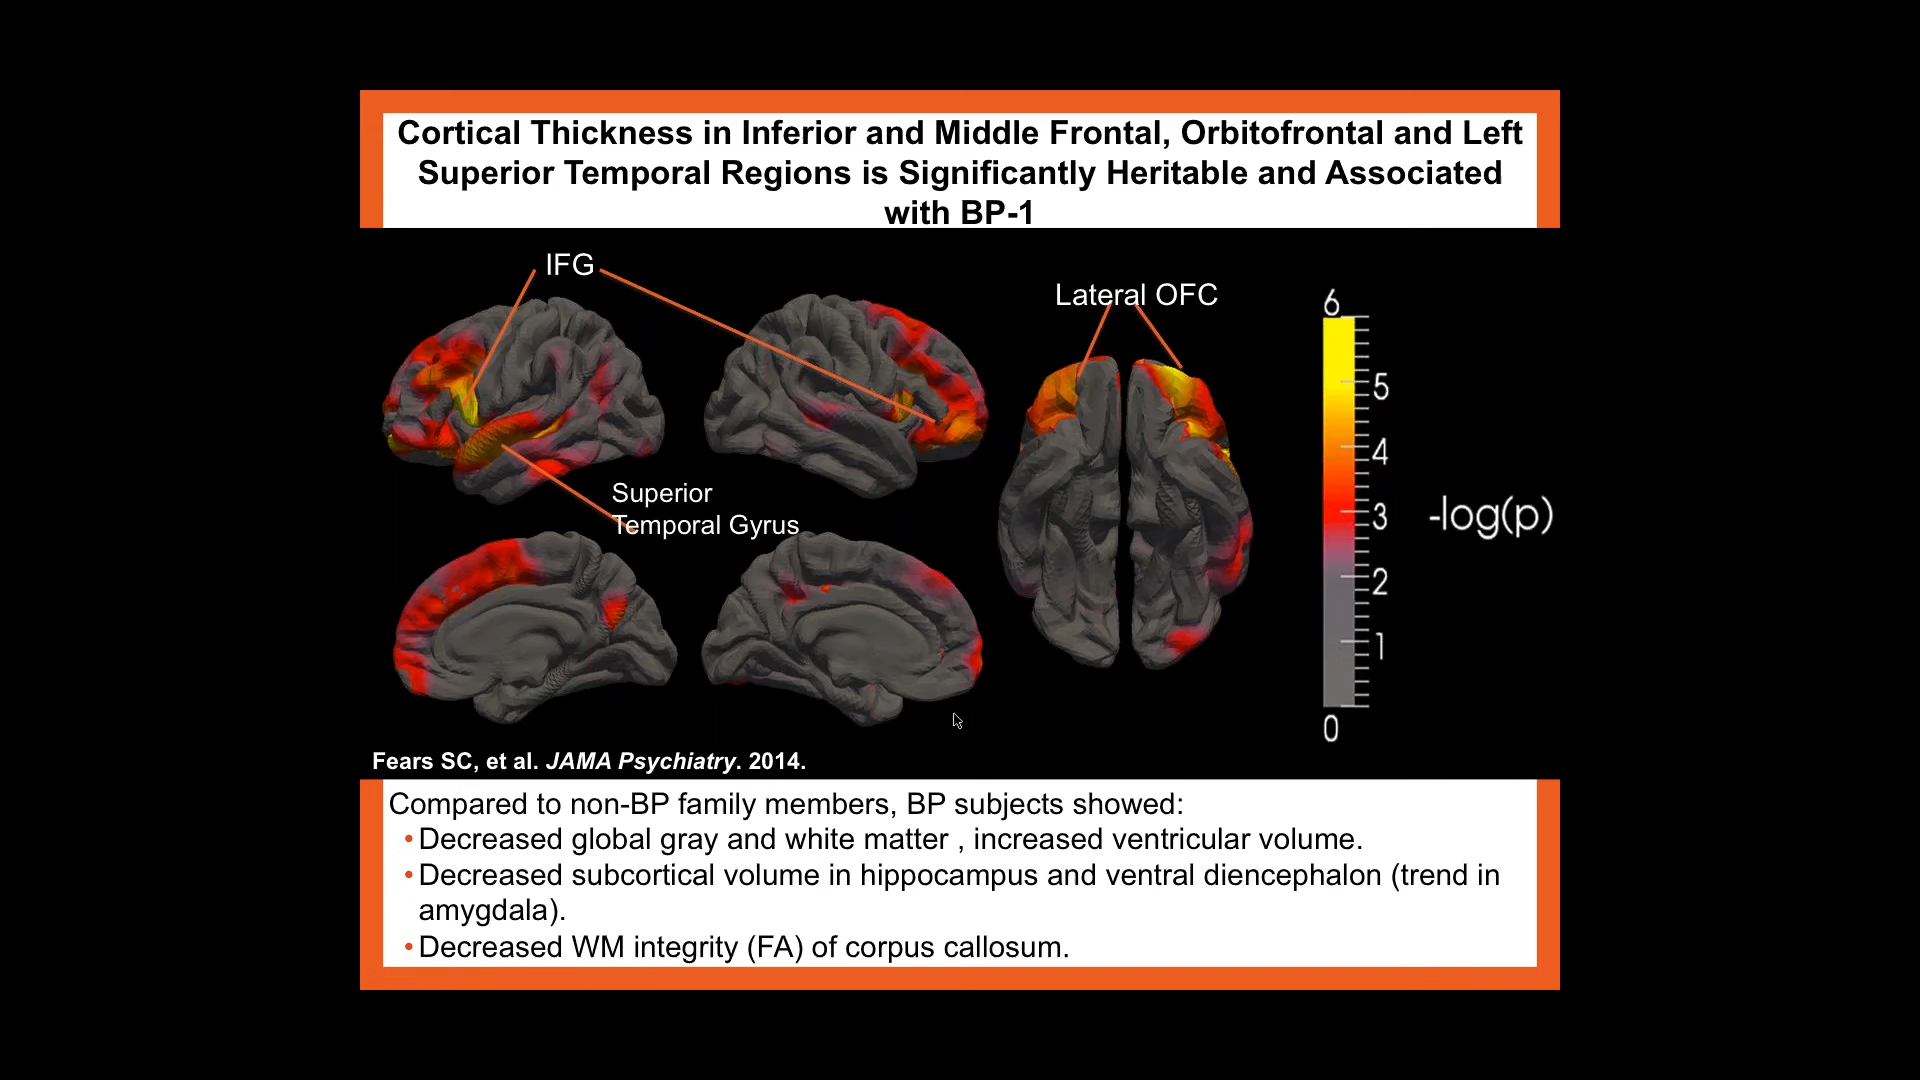 Cortical Thickness in Inferior and Middle Frontal, Orbitofrontal and Left
Superior Temporal Regions is Significantly Heritable and Associated
with BP-1
IFG
Lateral OFC
Superior
Temporal Gyrus
6
5
4
3
2
1
0
-log(p)
Fears SC, et al. JAMA Psychiatry. 2014.
Compared to non-BP family members, BP subjects showed:
•Decreased global gray and white matter , increased ventricular volume.
•Decreased subcortical volume in hippocampus and ventral diencephalon (trend in
amygdala).
•Decreased WM integrity (FA) of corpus callosum.